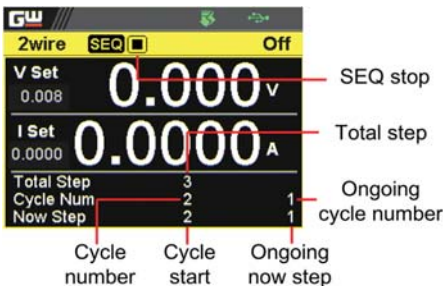 GW
2wire SEQ Off
V Set
0.008
0.000 V
SEQ stop
I Set
0.0000
0.0000 A
Total step
Total Step 3
Cycle Num 2 1
Now Step 2 1
Ongoing
cycle number
Cycle
number
Cycle
start
Ongoing
now step